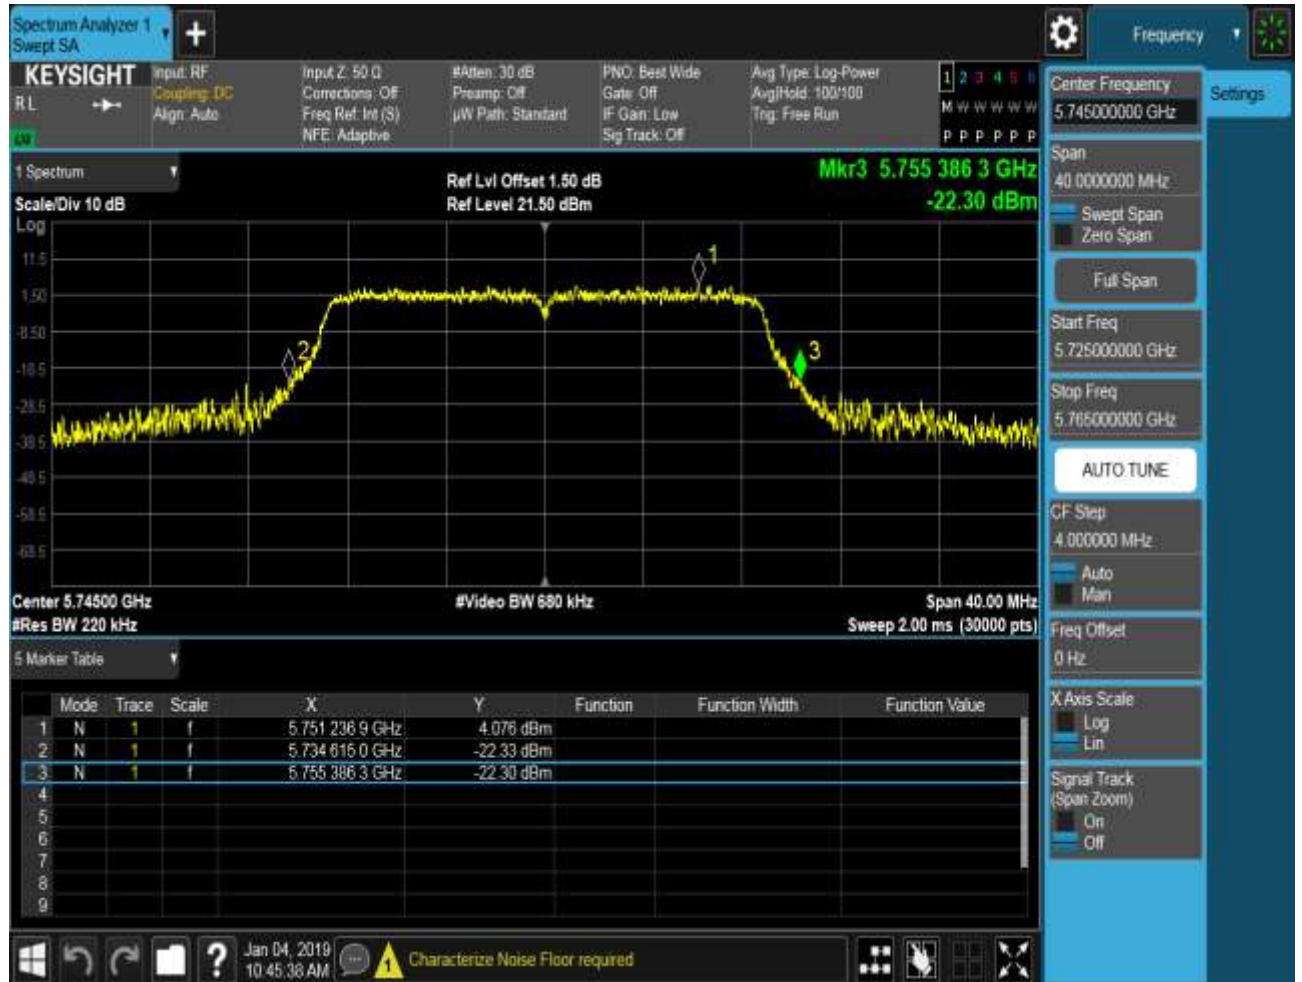 Spectrum Analyzer 1
Swept SA
Frequency
KEYSIGHT
R L
Input: RF
Coupling: DC
Align: Auto
Input Z: 50 Ω
Corrections: Off
Freq Ref: Int (S)
NFE: Adaptive
#Atten: 30 dB
Preamp: Off
µW Path: Standard
PNO: Best Wide
Gate: Off
IF Gain: Low
Sig Track: Off
Avg Type: Log-Power
Avg|Hold: 100/100
Trig: Free Run
1 2 3 4 5 6
M W W W W W
P P P P P P
1 Spectrum
Scale/Div 10 dB
Log
Ref Lvl Offset 1.50 dB
Ref Level 21.50 dBm
Mkr3 5.755 386 3 GHz
-22.30 dBm
11.5
1.50
-8.50
-18.5
-28.5
-38.5
-48.5
-58.5
-68.5
1
2
3
Center 5.74500 GHz
#Video BW 680 kHz
Span 40.00 MHz
#Res BW 220 kHz
Sweep 2.00 ms (30000 pts)
5 Marker Table
Mode Trace Scale X Y Function Function Width Function Value
1 N 1 f 5.751 236 9 GHz 4.076 dBm
2 N 1 f 5.734 615 0 GHz -22.33 dBm
3 N 1 f 5.755 386 3 GHz -22.30 dBm
4
5
6
7
8
9
Jan 04, 2019
10:45:38 AM
Characterize Noise Floor required
Settings
Center Frequency
5.745000000 GHz
Span
40.0000000 MHz
Swept Span
Zero Span
Full Span
Start Freq
5.725000000 GHz
Stop Freq
5.765000000 GHz
AUTO TUNE
CF Step
4.000000 MHz
Auto
Man
Freq Offset
0 Hz
X Axis Scale
Log
Lin
Signal Track
(Span Zoom)
On
Off